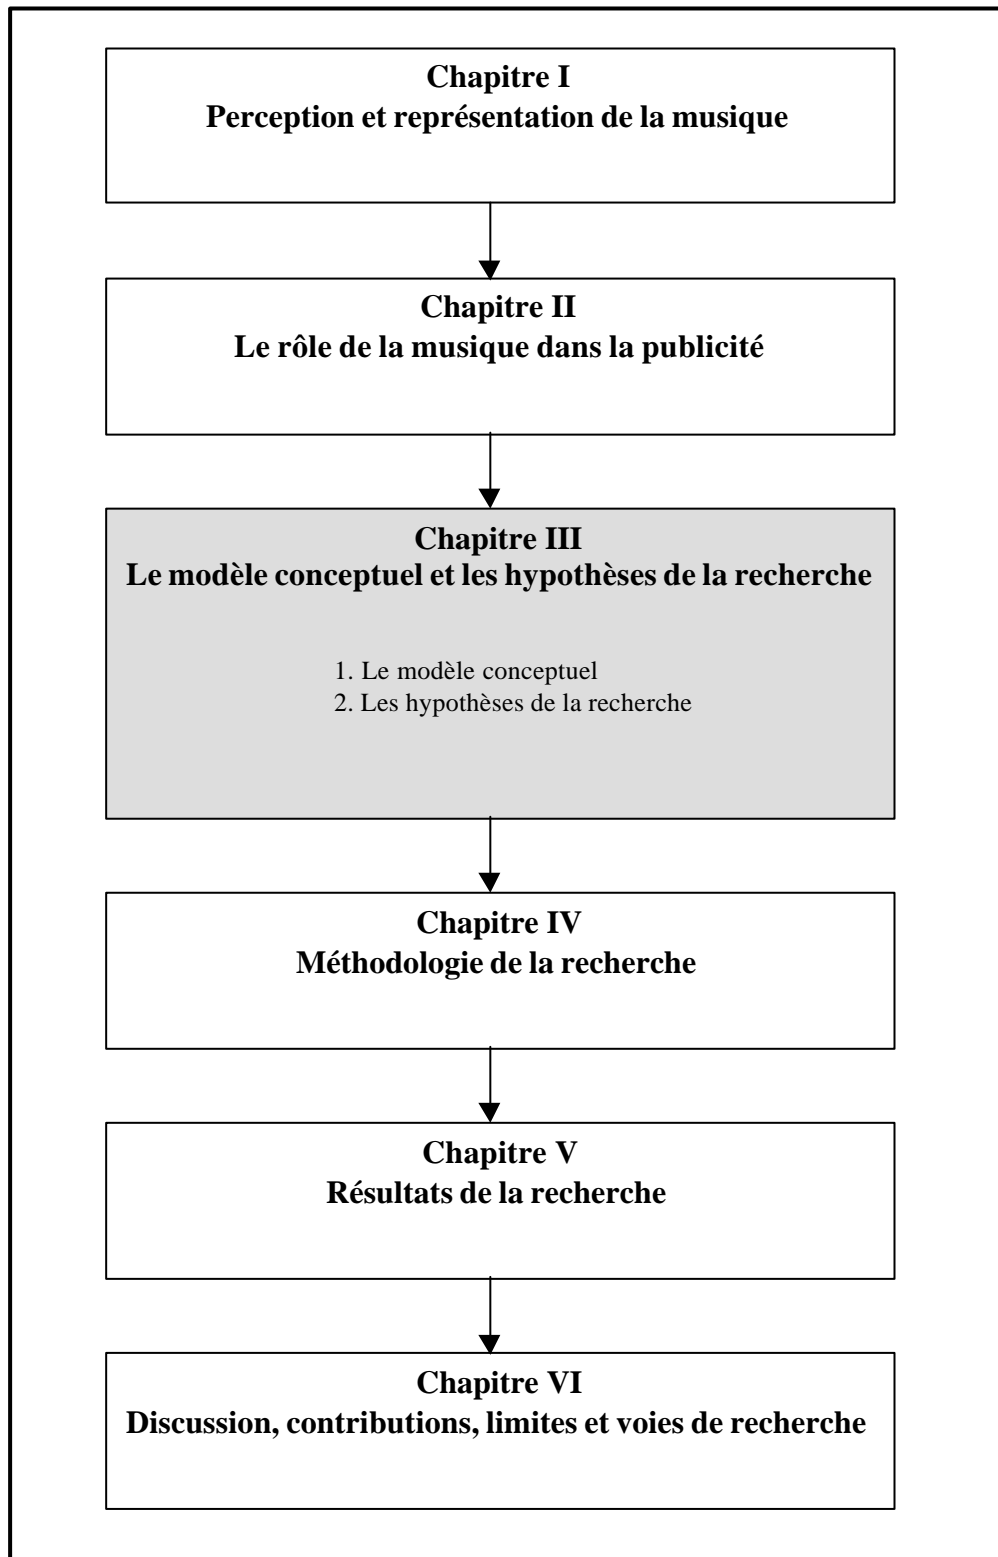 Chapitre I
Perception et représentation de la musique
Chapitre II
Le rôle de la musique dans la publicité
Chapitre III
Le modèle conceptuel et les hypothèses de la recherche
1. Le modèle conceptuel
2. Les hypothèses de la recherche
Chapitre IV
Méthodologie de la recherche
Chapitre V
Résultats de la recherche
Chapitre VI
Discussion, contributions, limites et voies de recherche